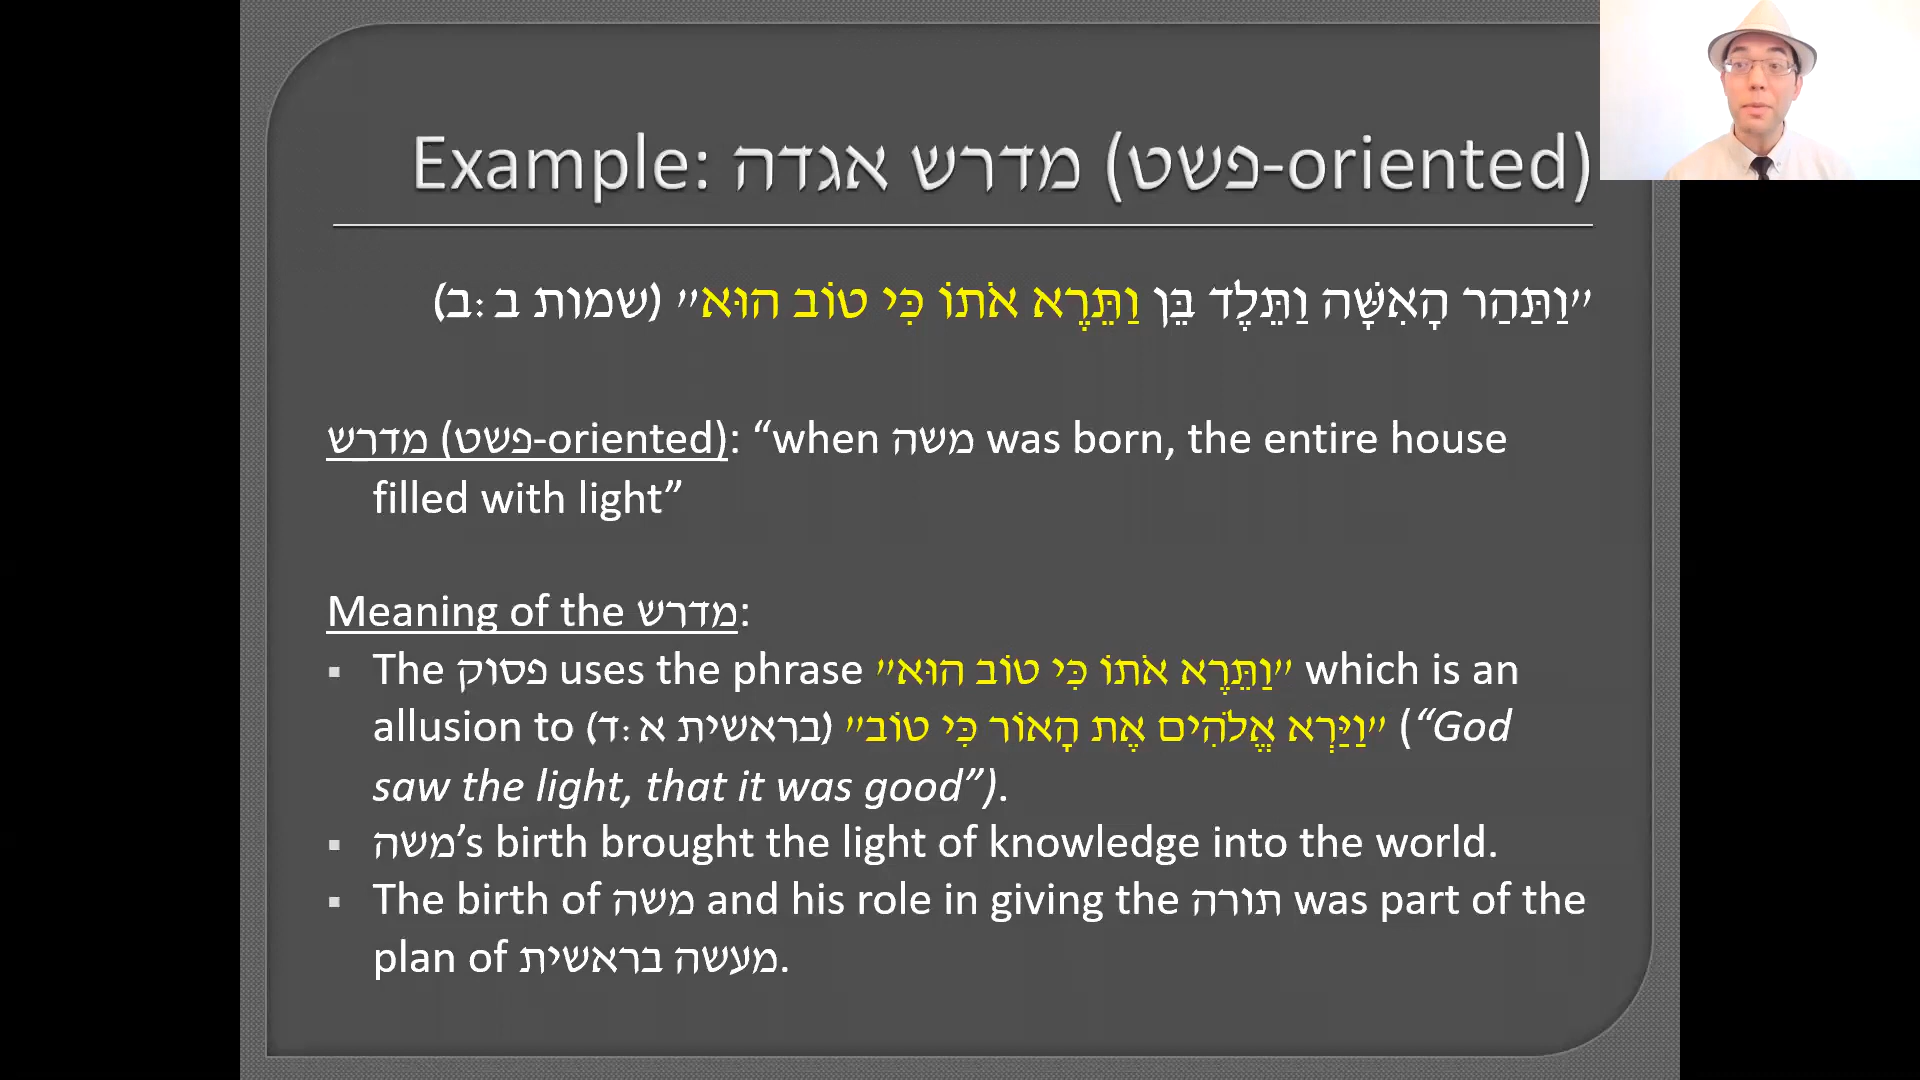 Example: מדרש אגדה (פשט-oriented)
״וַתַּהַר הָאִשָּׁה וַתֵּלֶד בֵּן וַתֵּרֶא אֹתוֹ כִּי טוֹב הוּא״ (שמות ב:ב)
מדרש (פשט-oriented): “when משה was born, the entire house
filled with light”
Meaning of the מדרש:
▪ The פסוק uses the phrase ״וַתֵּרֶא אֹתוֹ כִּי טוֹב הוּא״ which is an
allusion to ״וַיַּרְא אֱלֹהִים אֶת הָאוֹר כִּי טוֹב״ (בראשית א:ד) (“God
saw the light, that it was good”).
▪ משה’s birth brought the light of knowledge into the world.
▪ The birth of משה and his role in giving the תורה was part of the
plan of מעשה בראשית.